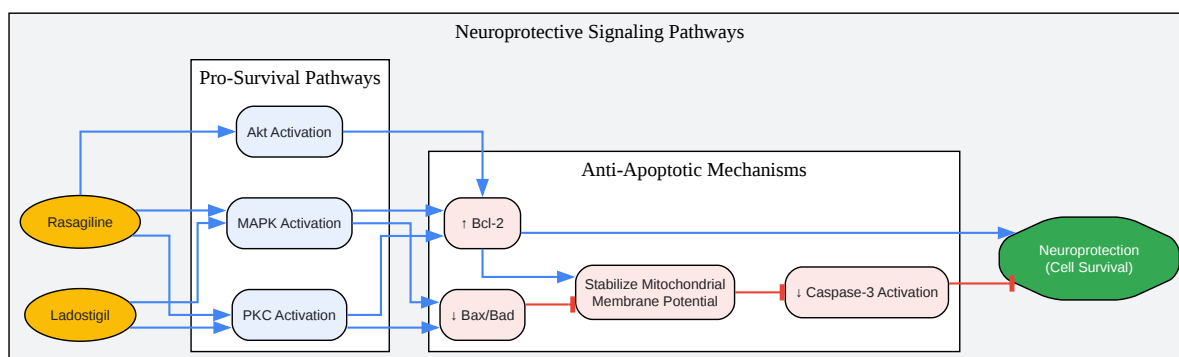 Neuroprotective Signaling Pathways
Pro-Survival Pathways
Akt Activation
Anti-Apoptotic Mechanisms
Rasagiline
MAPK Activation
↑ Bcl-2
Neuroprotection
(Cell Survival)
Stabilize Mitochondrial
Membrane Potential
↓ Caspase-3 Activation
Ladostigil
PKC Activation
↓ Bax/Bad